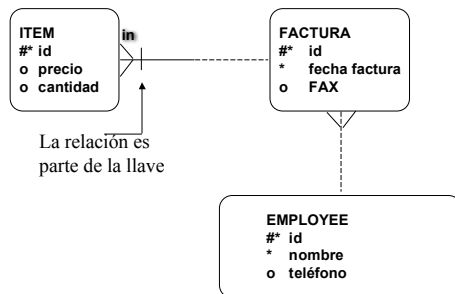 ITEM
#* id
o precio
o cantidad
in
FACTURA
#* id
* fecha factura
o FAX
La relación es
parte de la llave
EMPLOYEE
#* id
* nombre
o teléfono